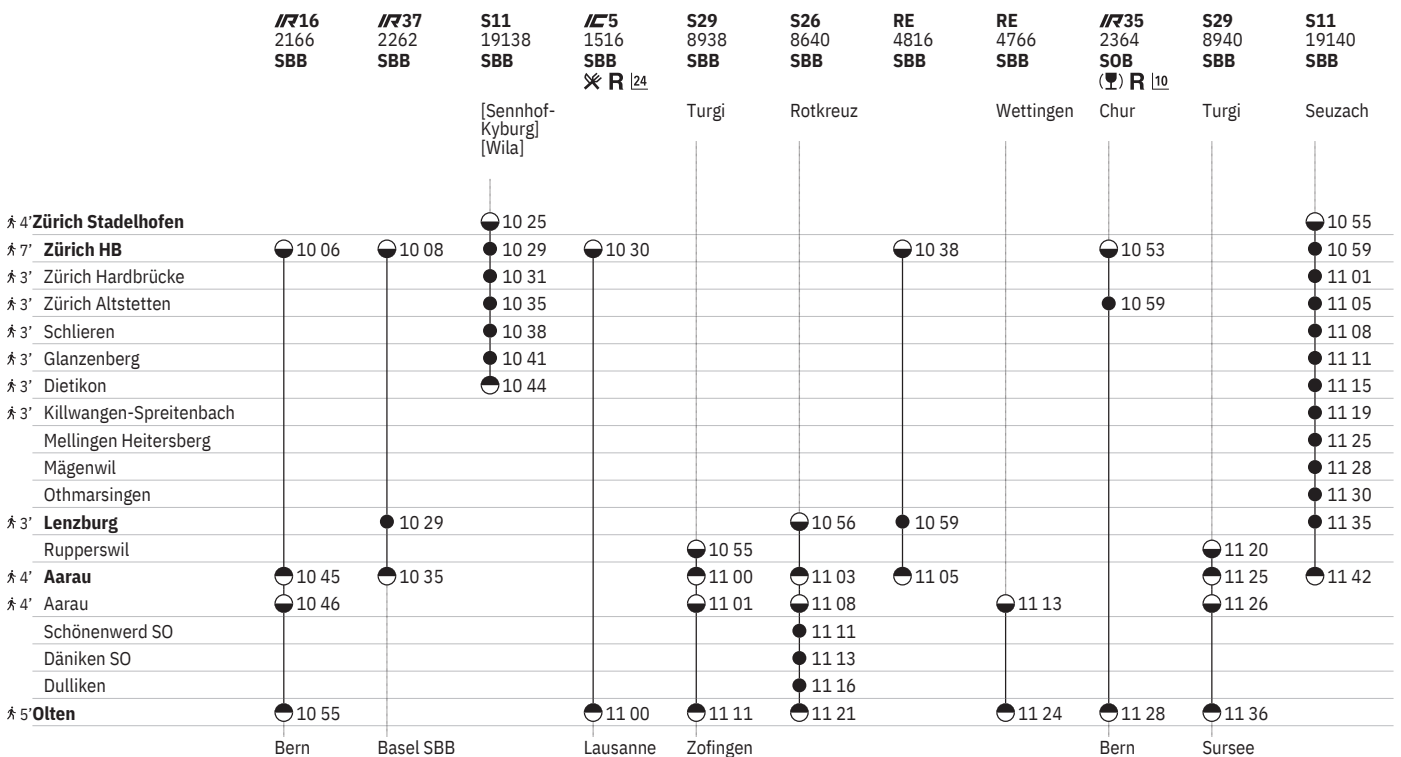 IR16 IR37 S11 IC5 S29 S26 RE RE IR35 S29 S11
2166 2262 19138 1516 8938 8640 4816 4766 2364 8940 19140
SBB SBB SBB SBB SBB SBB SBB SBB SOB SBB SBB
R 24 R 10
[Sennhof- Turgi Rotkreuz Wettingen Chur Turgi Seuzach
Kyburg]
[Wila]
4' Zürich Stadelhofen 10 25 10 55
7' Zürich HB 10 06 10 08 10 29 10 30 10 38 10 53 10 59
3' Zürich Hardbrücke 10 31 11 01
3' Zürich Altstetten 10 35 10 59 11 05
3' Schlieren 10 38 11 08
3' Glanzenberg 10 41 11 11
3' Dietikon 10 44 11 15
3' Killwangen-Spreitenbach 11 19
Mellingen Heitersberg 11 25
Mägenwil 11 28
Othmarsingen 11 30
3' Lenzburg 10 29 10 56 10 59 11 35
Rupperswil 10 55 11 20
4' Aarau 10 45 10 35 11 00 11 03 11 05 11 25 11 42
4' Aarau 10 46 11 01 11 08 11 13 11 26
Schönenwerd SO 11 11
Däniken SO 11 13
Dulliken 11 16
5' Olten 10 55 11 00 11 11 11 21 11 24 11 28 11 36
Bern Basel SBB Lausanne Zofingen Bern Sursee